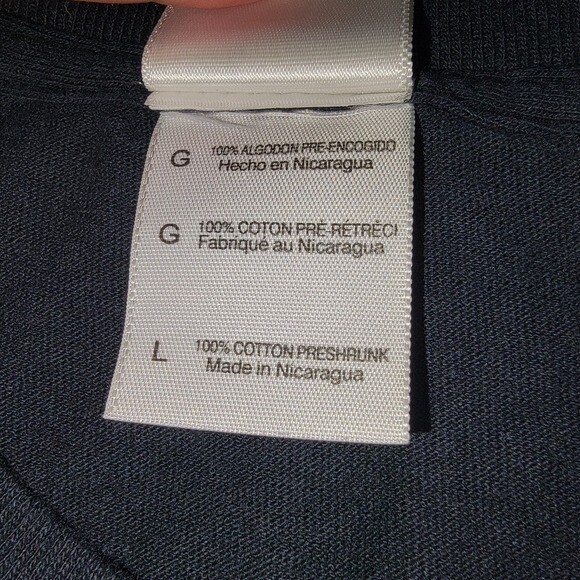 G 100% ALGODON PRE-ENCOGIDO
Hecho en Nicaragua
G 100% COTON PRÉ-RÉTRÉCI
Fabriqué au Nicaragua
L 100% COTTON PRESHRUNK
Made in Nicaragua